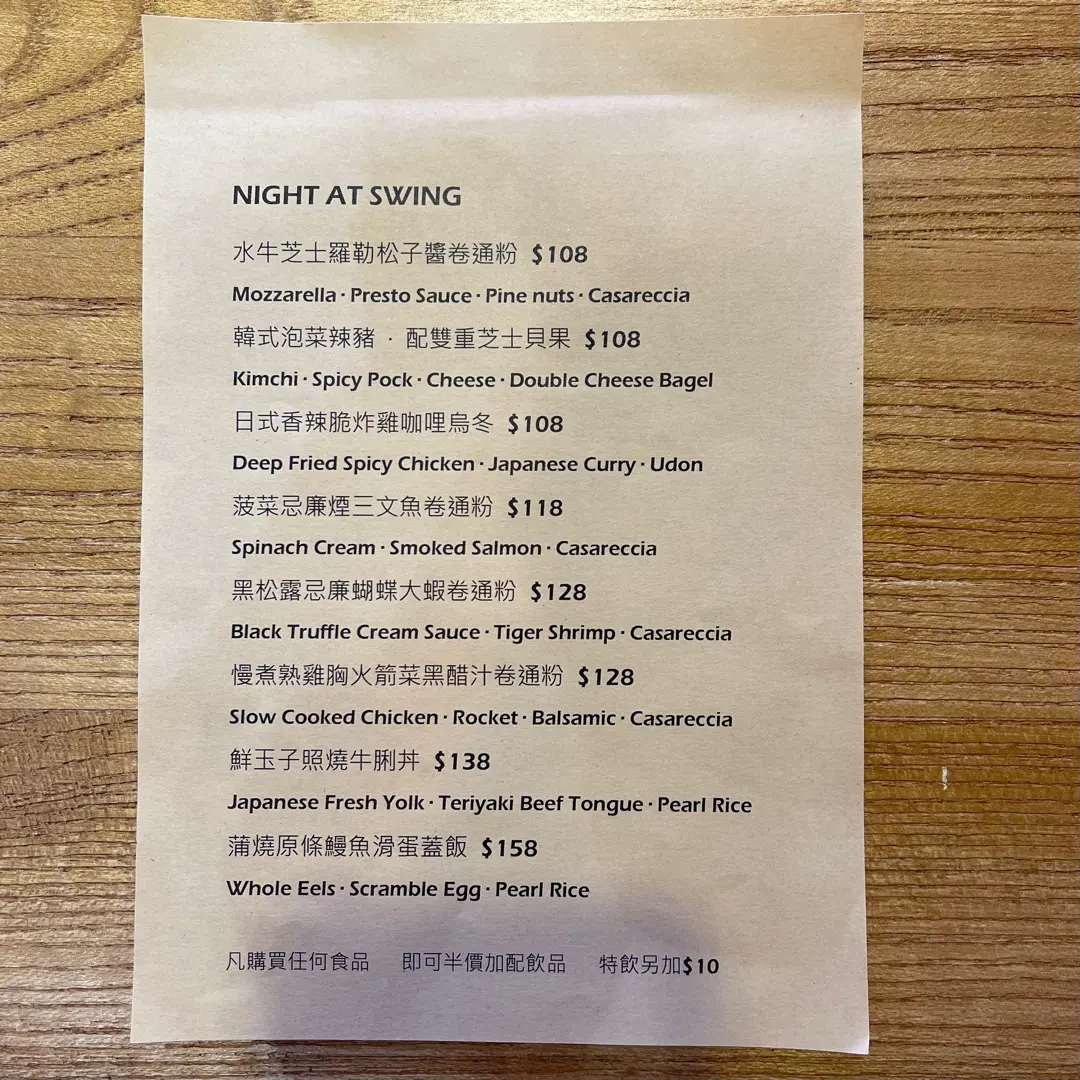 NIGHT AT SWING
水牛芝士羅勒松子醬卷通粉 $108
Mozzarella · Presto Sauce · Pine nuts · Casareccia
韓式泡菜辣豬 · 配雙重芝士貝果 $108
Kimchi · Spicy Pock · Cheese · Double Cheese Bagel
日式香辣脆炸雞咖哩烏冬 $108
Deep Fried Spicy Chicken · Japanese Curry · Udon
菠菜忌廉煙三文魚卷通粉 $118
Spinach Cream · Smoked Salmon · Casareccia
黑松露忌廉蝴蝶大蝦卷通粉 $128
Black Truffle Cream Sauce · Tiger Shrimp · Casareccia
慢煮熟雞胸火箭菜黑醋汁卷通粉 $128
Slow Cooked Chicken · Rocket · Balsamic · Casareccia
鮮玉子照燒牛脷丼 $138
Japanese Fresh Yolk · Teriyaki Beef Tongue · Pearl Rice
蒲燒原條鰻魚滑蛋蓋飯 $158
Whole Eels · Scramble Egg · Pearl Rice
凡購買任何食品 即可半價加配飲品 特飲另加$10